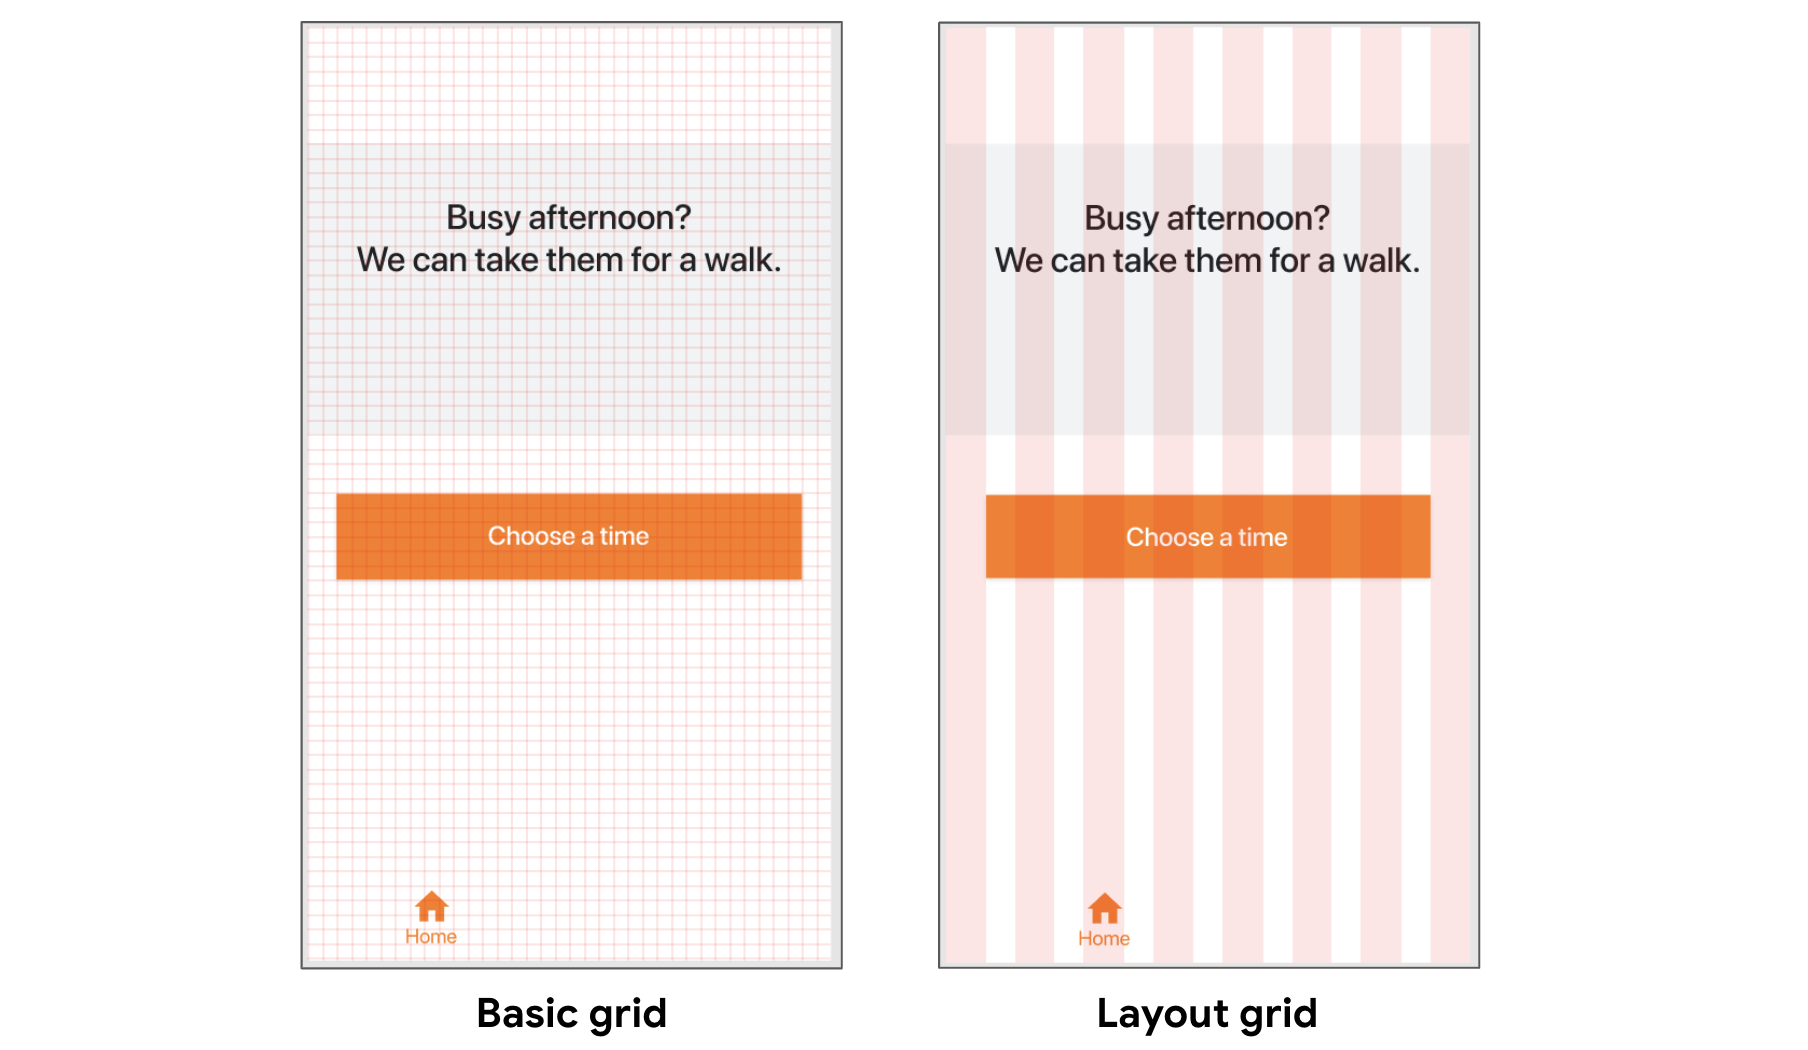 Busy afternoon?
We can take them for a walk.
Choose a time
Home
Basic grid
Busy afternoon?
We can take them for a walk.
Choose a time
Home
Layout grid